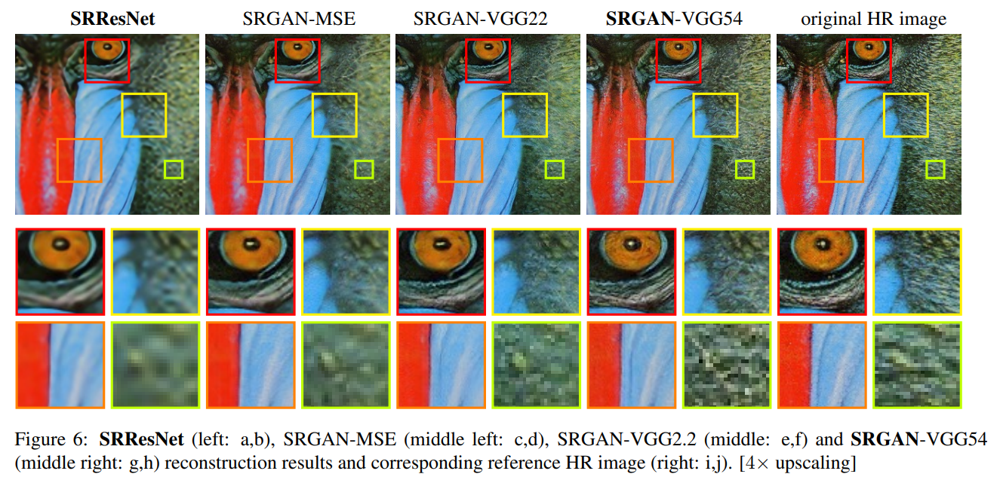 SRResNet SRGAN-MSE SRGAN-VGG22 SRGAN-VGG54 original HR image
Figure 6: SRResNet (left: a,b), SRGAN-MSE (middle left: c,d), SRGAN-VGG2.2 (middle: e,f) and SRGAN-VGG54
(middle right: g,h) reconstruction results and corresponding reference HR image (right: i,j). [4× upscaling]